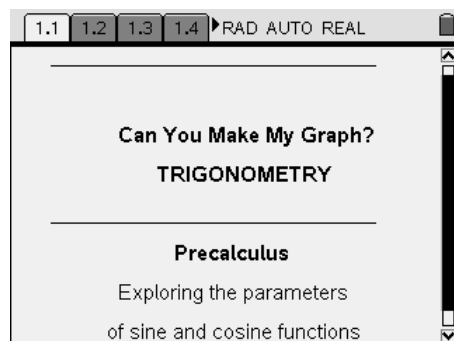 1.1 1.2 1.3 1.4 RAD AUTO REAL
Can You Make My Graph?
TRIGONOMETRY
Precalculus
Exploring the parameters
of sine and cosine functions